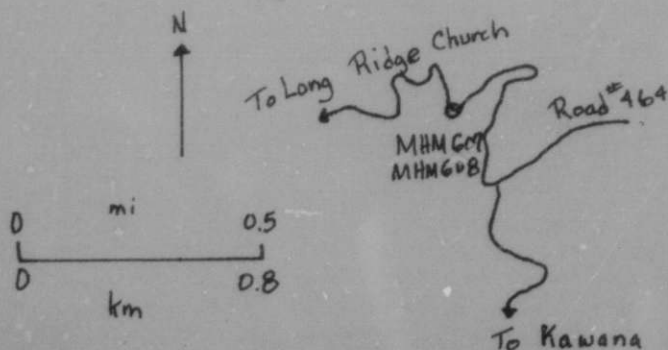 N
To Long Ridge Church
Road #464
MHM607
MHM608
0 mi 0.5
0 km 0.8
To Kawana